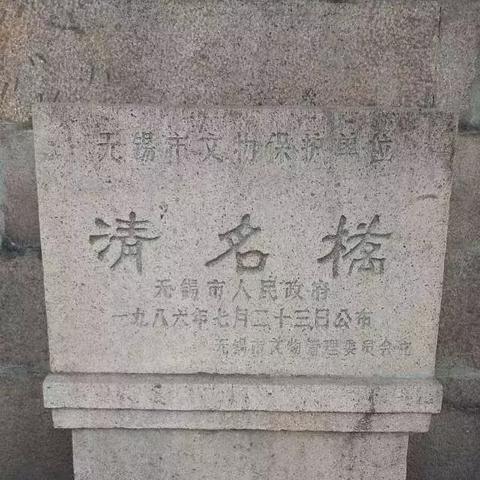 无锡市文物保护单位
清名桥
无锡市人民政府
一九八六年七月二十三日公布
无锡市文物管理委员会立